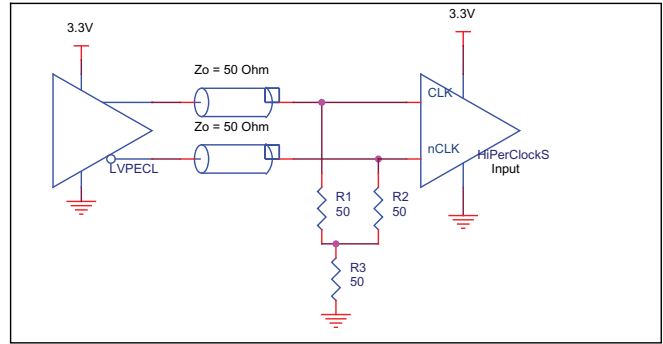 3.3V
3.3V
Zo = 50 Ohm
CLK
Zo = 50 Ohm
nCLK
LVPECL
HiPerClockS
Input
R1
50
R2
50
R3
50